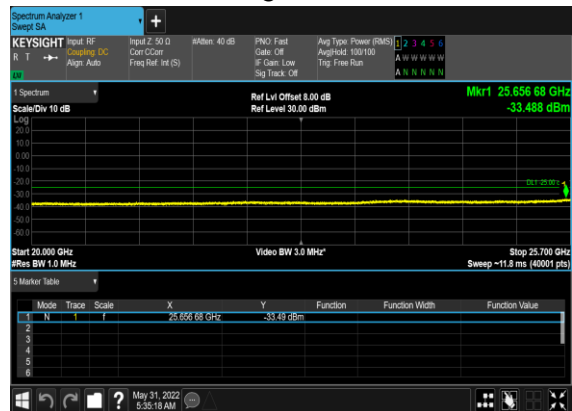 Spectrum Analyzer 1
Swept SA
+
KEYSIGHT
R T
LXI
Input: RF
Coupling: DC
Align: Auto
Input Z: 50 Ω
Corr CCorr
Freq Ref: Int (S)
#Atten: 40 dB
PNO: Fast
Gate: Off
IF Gain: Low
Sig Track: Off
Avg Type: Power (RMS)
Avg|Hold: 100/100
Trig: Free Run
1 2 3 4 5 6
A W W W W W
A N N N N N
1 Spectrum
Scale/Div 10 dB
Ref Lvl Offset 8.00 dB
Ref Level 30.00 dBm
Mkr1 25.656 68 GHz
-33.488 dBm
Log
20.0
10.0
0.00
-10.0
-20.0
-30.0
-40.0
-50.0
-60.0
1
Start 20.000 GHz
#Res BW 1.0 MHz
Video BW 3.0 MHz*
Stop 25.700 GHz
Sweep ~11.8 ms (40001 pts)
5 Marker Table
Mode Trace Scale X Y Function Function Width Function Value
1 N 1 f 25.656 68 GHz -33.49 dBm
2
3
4
5
6
?
May 31, 2022
5:35:18 AM